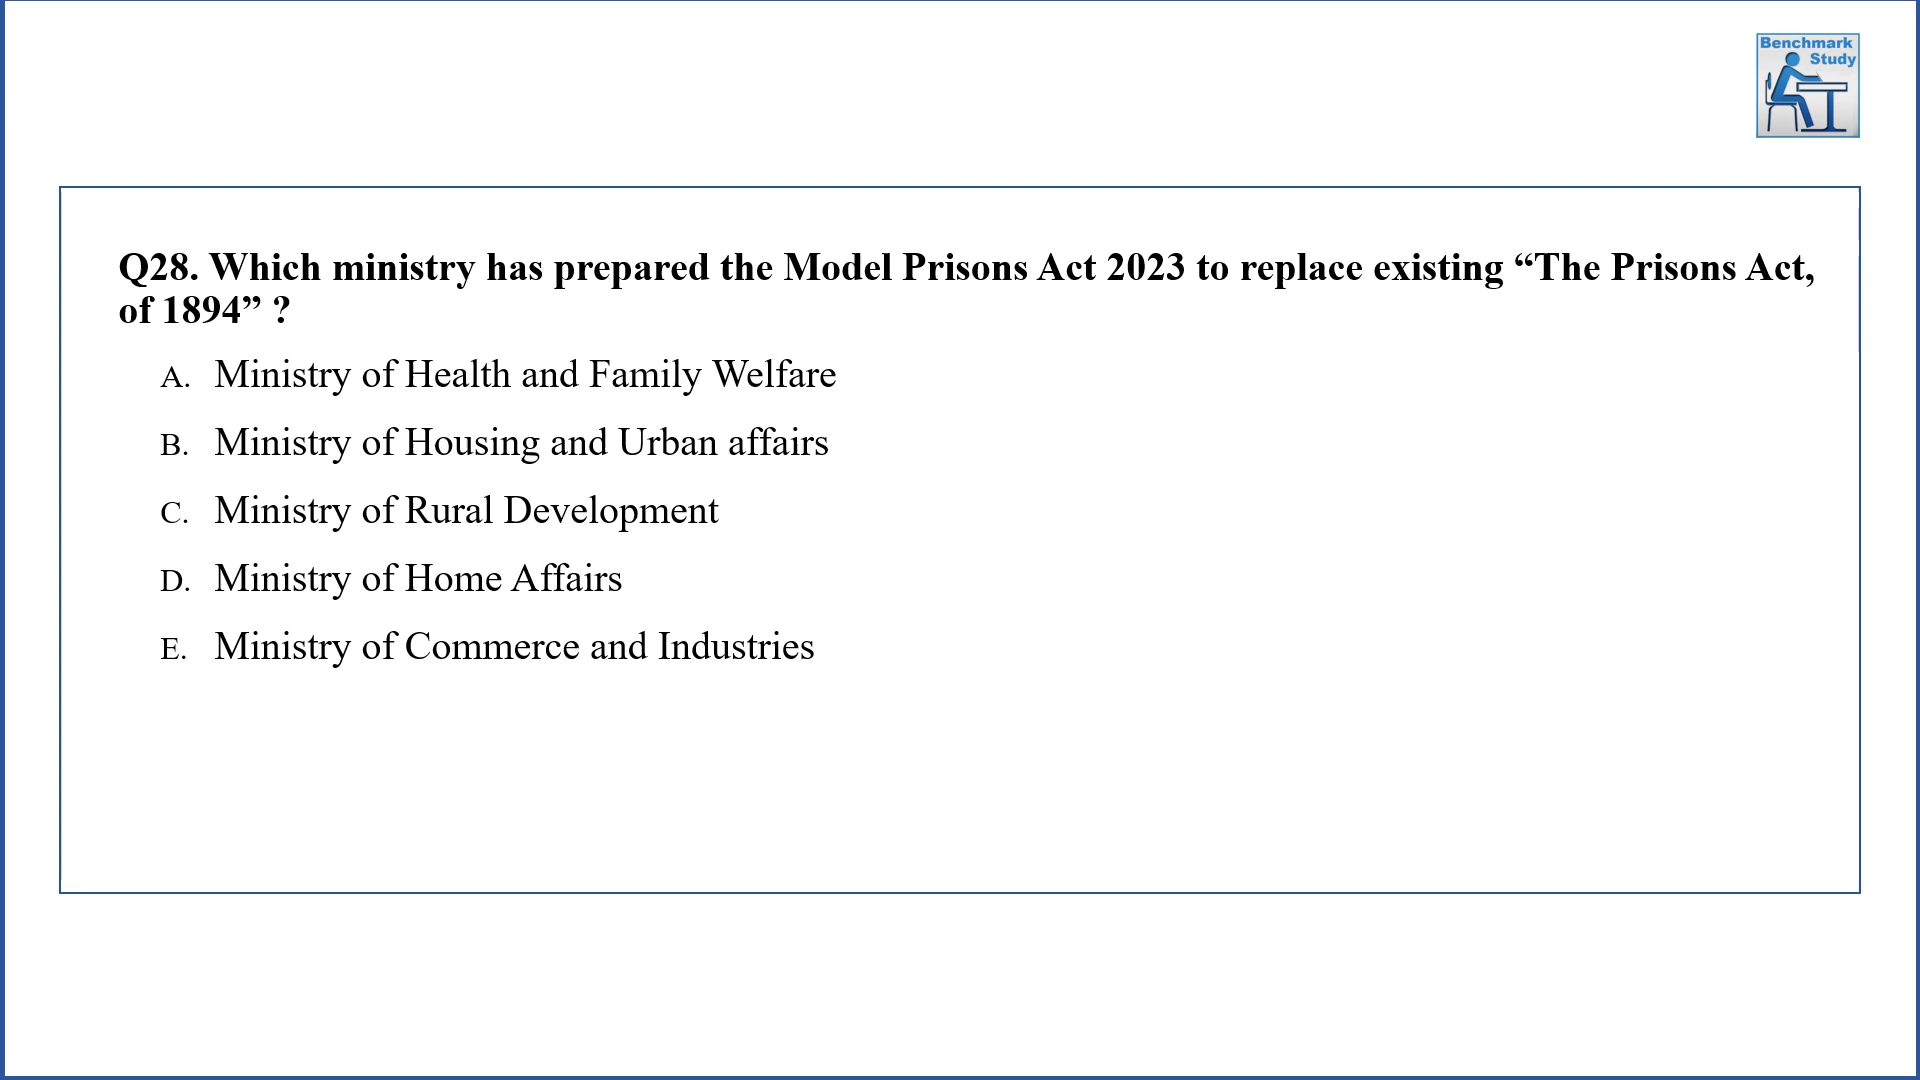 Benchmark
Study
Q28. Which ministry has prepared the Model Prisons Act 2023 to replace existing “The Prisons Act,
of 1894” ?
A. Ministry of Health and Family Welfare
B. Ministry of Housing and Urban affairs
C. Ministry of Rural Development
D. Ministry of Home Affairs
E. Ministry of Commerce and Industries